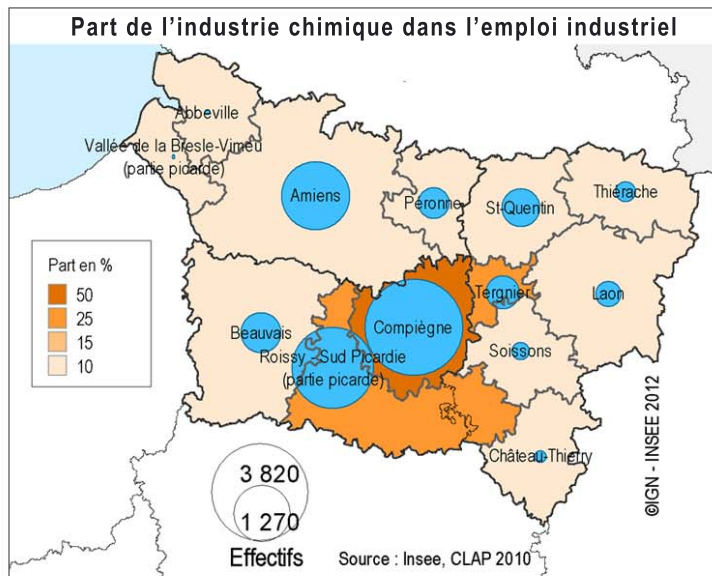 Part de l'industrie chimique dans l'emploi industriel
Abbeville
Vallée de la Bresle-Vimeu
(partie picarde)
Amiens
Péronne
St-Quentin
Thiérache
Part en %
50
25
15
10
Tergnier
Laon
Beauvais
Compiègne
Roissy - Sud Picardie
(partie picarde)
Soissons
Château-Thierry
3 820
1 270
Effectifs
Source : Insee, CLAP 2010
©IGN - INSEE 2012